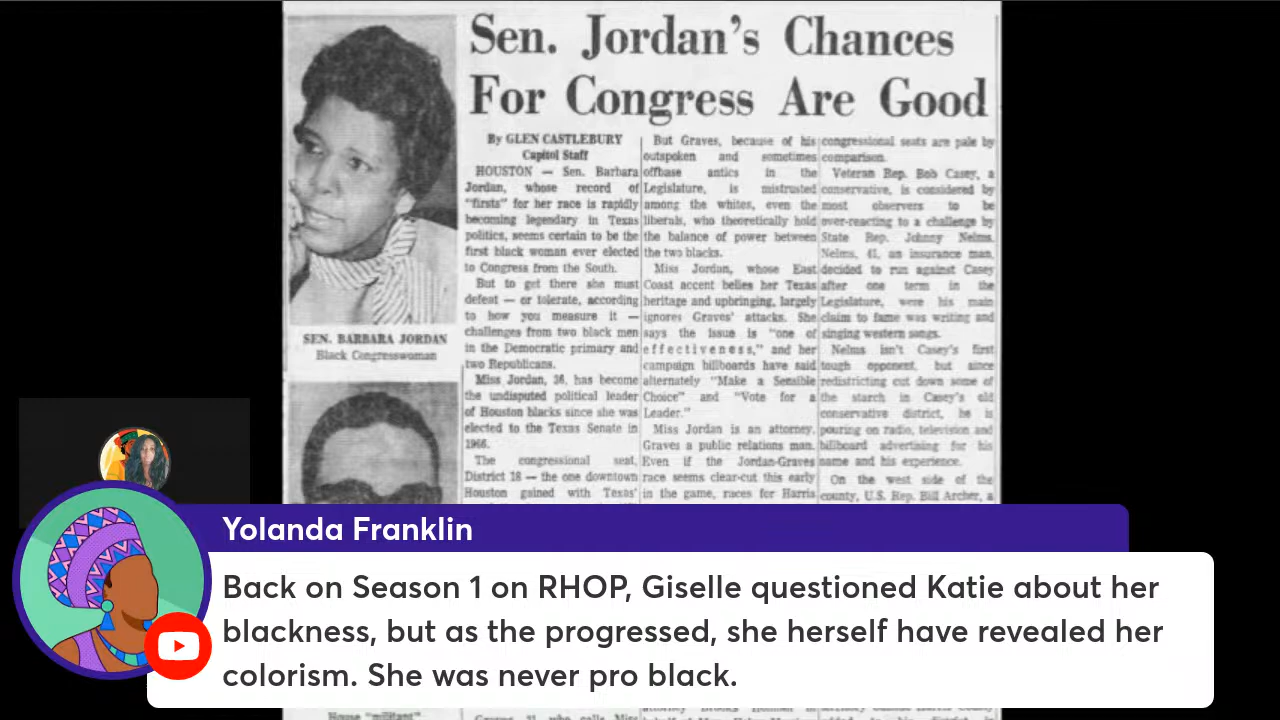 Sen. Jordan's Chances
For Congress Are Good
By GLEN CASTLEBURY
Capitol Staff
HOUSTON — Sen. Barbara
Jordan, whose record of
"firsts" for her race is rapidly
becoming legendary in Texas
politics, seems certain to be the
first black woman ever elected
to Congress from the South.
But to get there she must
defeat — or tolerate, according
to how you measure it —
challenges from two black men
in the Democratic primary and
two Republicans.
Miss Jordan, 36, has become
the undisputed political leader
of Houston blacks since she was
elected to the Texas Senate in
1966.
The congressional seat,
District 18 — the one downtown
Houston gained with Texas'
But Graves, because of his
outspoken and sometimes
offbase antics in the
Legislature, is mistrusted
among the whites, even the
liberals, who theoretically hold
the balance of power between
the two blacks.
Miss Jordan, whose East
Coast accent belies her Texas
heritage and upbringing, largely
ignores Graves' attacks. She
says the issue is "one of
effectiveness," and her
campaign billboards have said
alternately "Make a Sensible
Choice" and "Vote for a
Leader."
Miss Jordan is an attorney,
Graves a public relations man.
Even if the Jordan-Graves
race seems clear-cut this early
in the game, races for Harris
congressional seats are pale by
comparison.
Veteran Rep. Bob Casey, a
conservative, is considered by
most observers to be
over-reacting to a challenge by
State Rep. Johnny Nelms.
Nelms, 41, an insurance man,
decided to run against Casey
after one term in the
Legislature, were his main
claim to fame was writing and
singing western songs.
Nelms isn't Casey's first
tough opponent, but since
redistricting cut down some of
the starch in Casey's old
conservative district, he is
pouring on radio, television and
billboard advertising for his
name and his experience.
On the west side of the
county, U.S. Rep. Bill Archer, a
SEN. BARBARA JORDAN
Black Congresswoman
Yolanda Franklin
Back on Season 1 on RHOP, Giselle questioned Katie about her
blackness, but as the progressed, she herself have revealed her
colorism. She was never pro black.
House "militant"